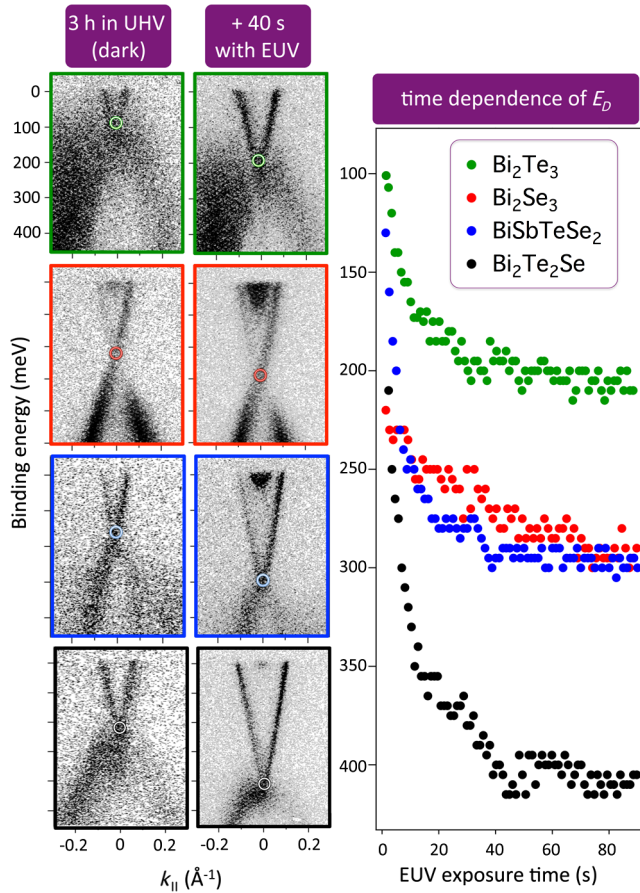 3 h in UHV
(dark)
+ 40 s
with EUV
time dependence of E_D
0
100
200
300
400
Binding energy (meV)
-0.2
0
0.2
-0.2
0
0.2
k_|| (Å⁻¹)
Bi₂Te₃
Bi₂Se₃
BiSbTeSe₂
Bi₂Te₂Se
100
150
200
250
300
350
400
0
20
40
60
80
EUV exposure time (s)